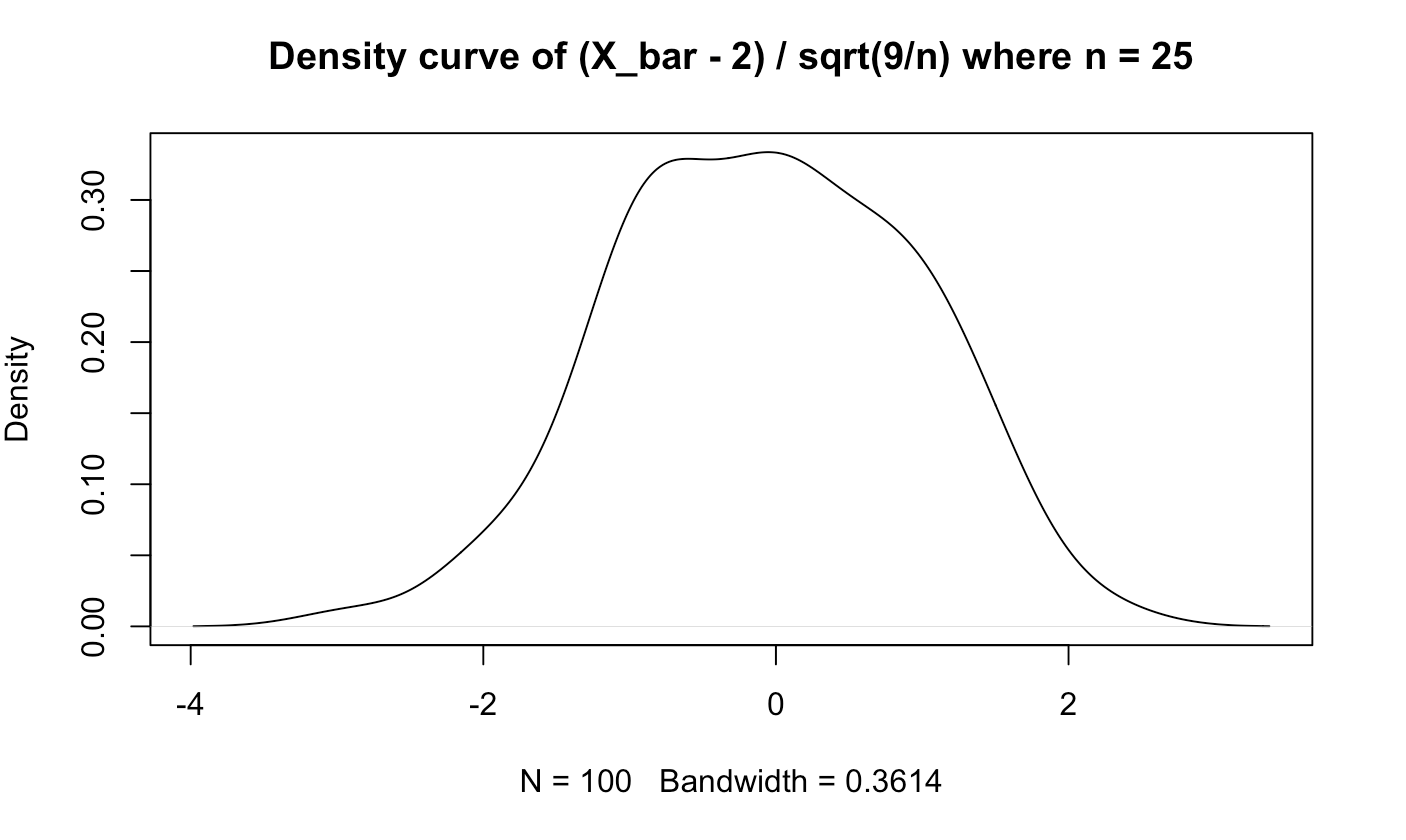 Density curve of (X_bar - 2) / sqrt(9/n) where n = 25
Density
0.30
0.20
0.10
0.00
-4 -2 0 2
N = 100   Bandwidth = 0.3614